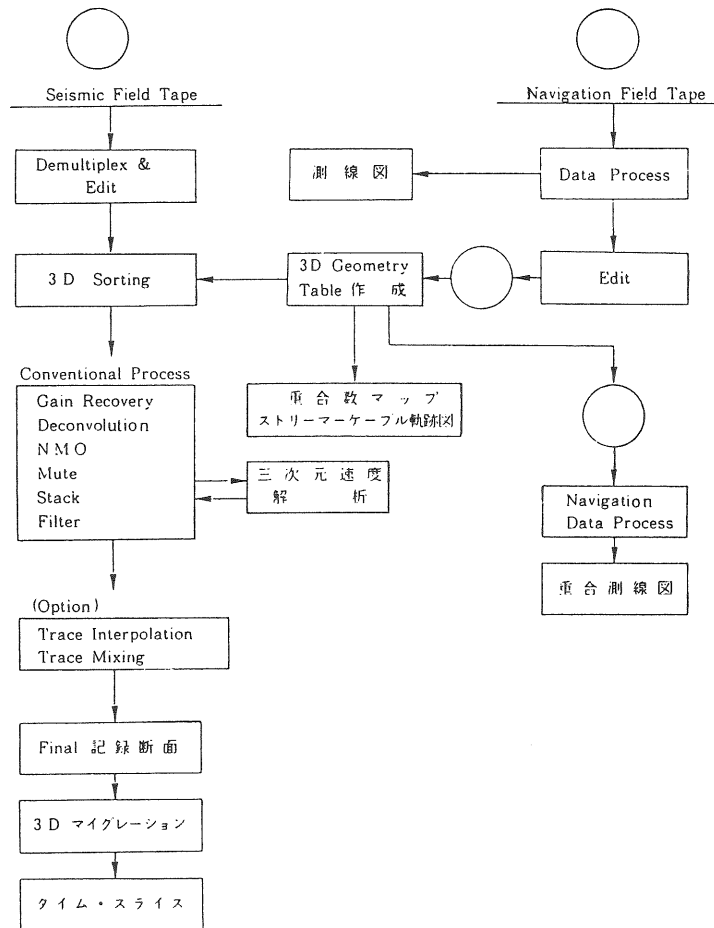 Seismic Field Tape
Navigation Field Tape
Demultiplex &
Edit
測線図
Data Process
3D Sorting
3D Geometry
Table 作成
Edit
Conventional Process
Gain Recovery
Deconvolution
NMO
Mute
Stack
Filter
重合数マップ
ストリーマーケーブル軌跡図
三次元速度
解析
Navigation
Data Process
重合測線図
(Option)
Trace Interpolation
Trace Mixing
Final 記録断面
3D マイグレーション
タイム・スライス